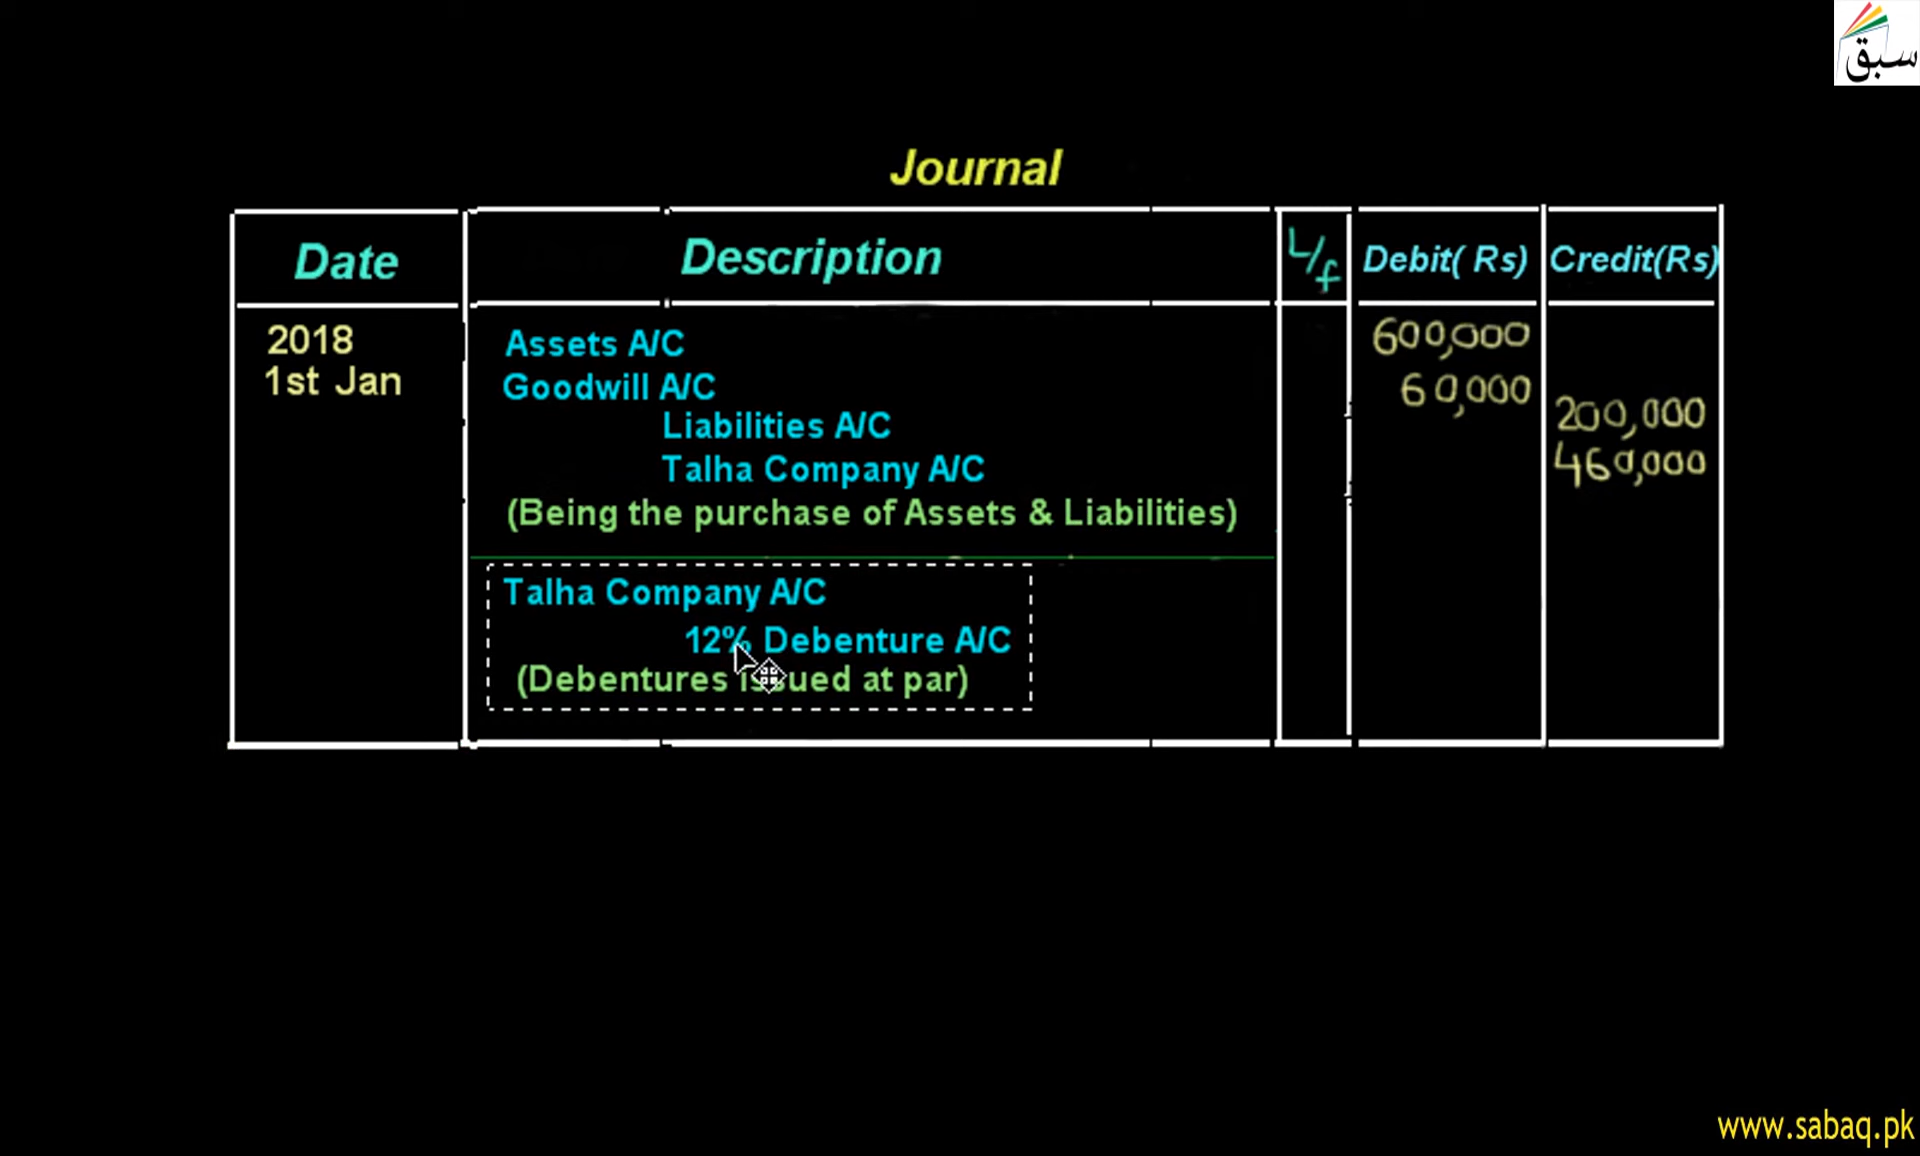 سبق
Journal
Date Description L/f Debit( Rs) Credit(Rs)
2018 Assets A/C 600,000
1st Jan Goodwill A/C 60,000
Liabilities A/C 200,000
Talha Company A/C 460,000
(Being the purchase of Assets & Liabilities)
Talha Company A/C
12% Debenture A/C
(Debentures issued at par)
www.sabaq.pk